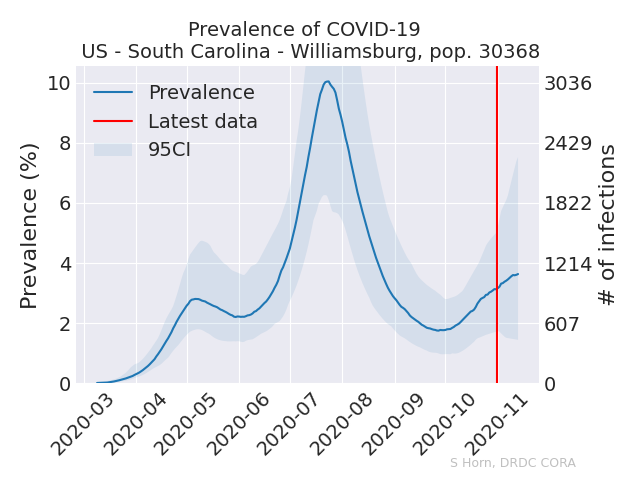 Prevalence of COVID-19
US - South Carolina - Williamsburg, pop. 30368
Prevalence
Latest data
95CI
Prevalence (%)
10
8
6
4
2
0
3036
2429
1822
1214
607
0
# of infections
2020-03
2020-04
2020-05
2020-06
2020-07
2020-08
2020-09
2020-10
2020-11
S Horn, DRDC CORA